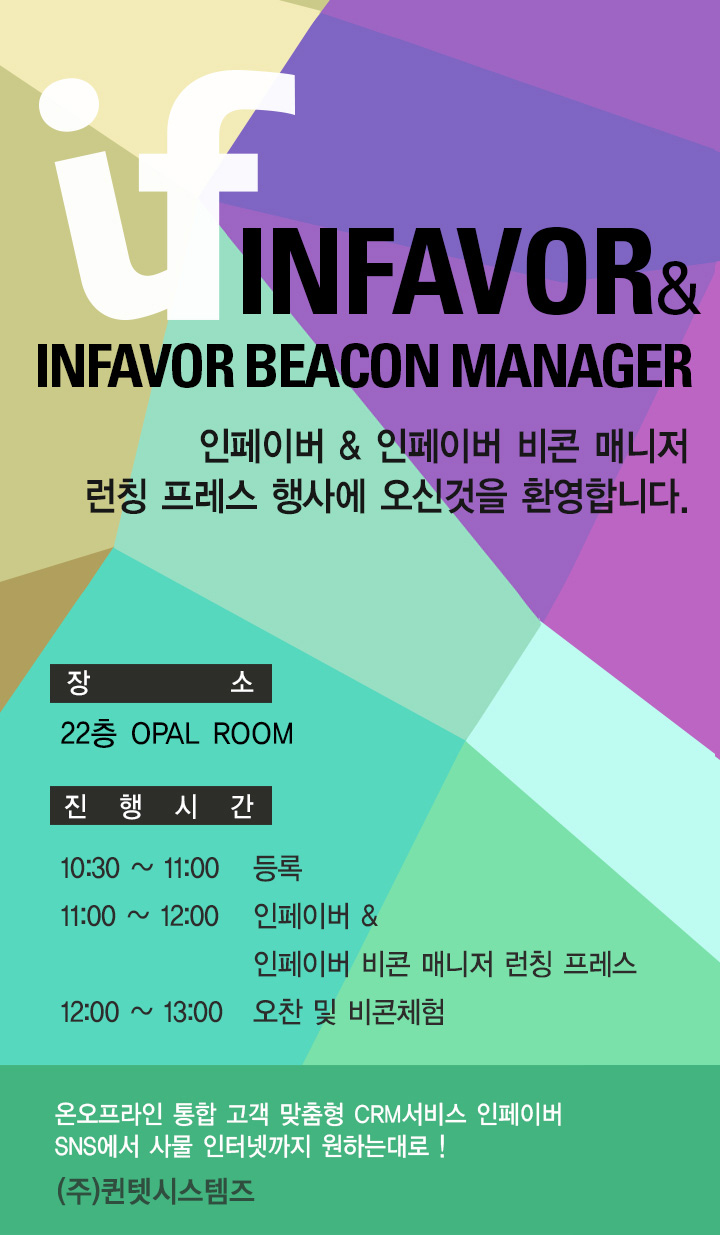 if INFAVOR&
INFAVOR BEACON MANAGER
인페이버 & 인페이버 비콘 매니저
런칭 프레스 행사에 오신것을 환영합니다.
장 소
22층 OPAL ROOM
진 행 시 간
10:30 ~ 11:00 등록
11:00 ~ 12:00 인페이버 &
인페이버 비콘 매니저 런칭 프레스
12:00 ~ 13:00 오찬 및 비콘체험
온오프라인 통합 고객 맞춤형 CRM서비스 인페이버
SNS에서 사물 인터넷까지 원하는대로 !
(주)퀸텟시스템즈